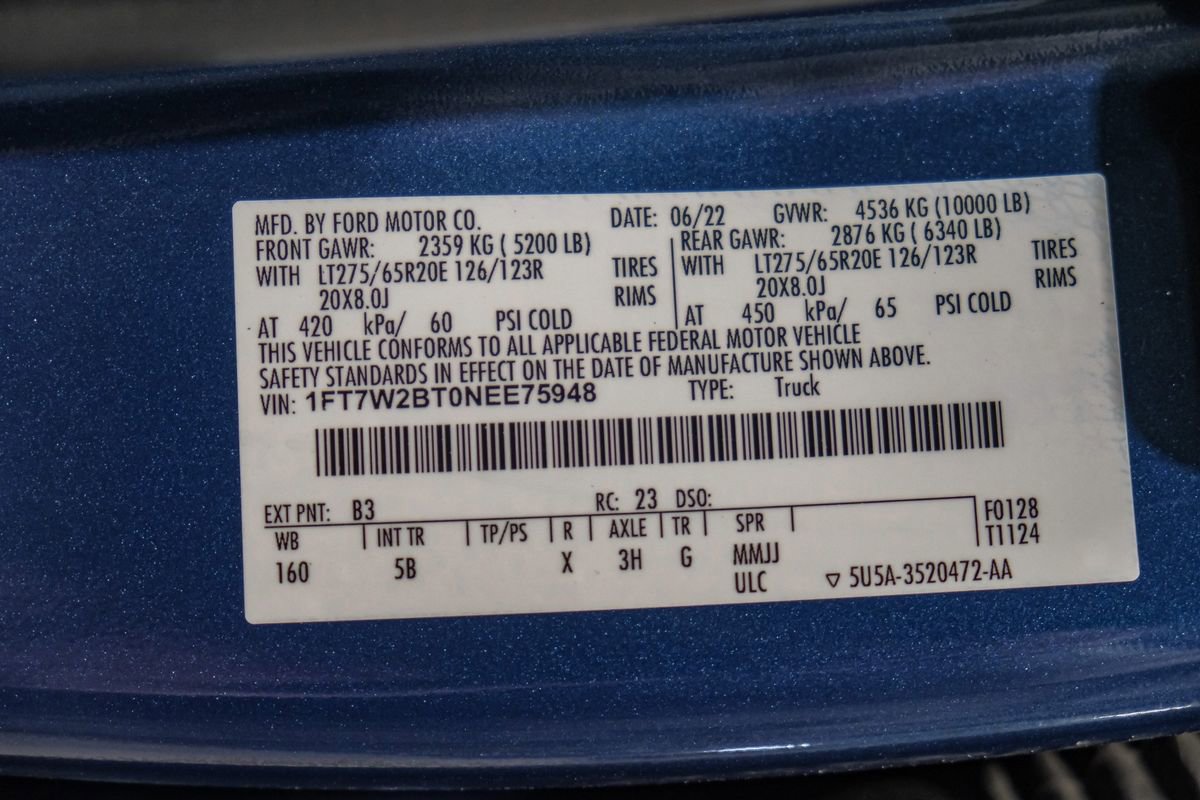 MFD. BY FORD MOTOR CO. DATE: 06/22 GVWR: 4536 KG (10000 LB)
FRONT GAWR: 2359 KG ( 5200 LB) REAR GAWR: 2876 KG ( 6340 LB)
WITH LT275/65R20E 126/123R TIRES WITH LT275/65R20E 126/123R TIRES
20X8.0J RIMS 20X8.0J RIMS
AT 420 kPa/ 60 PSI COLD AT 450 kPa/ 65 PSI COLD
THIS VEHICLE CONFORMS TO ALL APPLICABLE FEDERAL MOTOR VEHICLE
SAFETY STANDARDS IN EFFECT ON THE DATE OF MANUFACTURE SHOWN ABOVE.
VIN: 1FT7W2BT0NEE75948 TYPE: Truck
EXT PNT: B3 RC: 23 DSO:
WB INT TR TP/PS R AXLE TR SPR F0128
T1124
160 5B X 3H G MMJJ
ULC ▽ 5U5A-3520472-AA